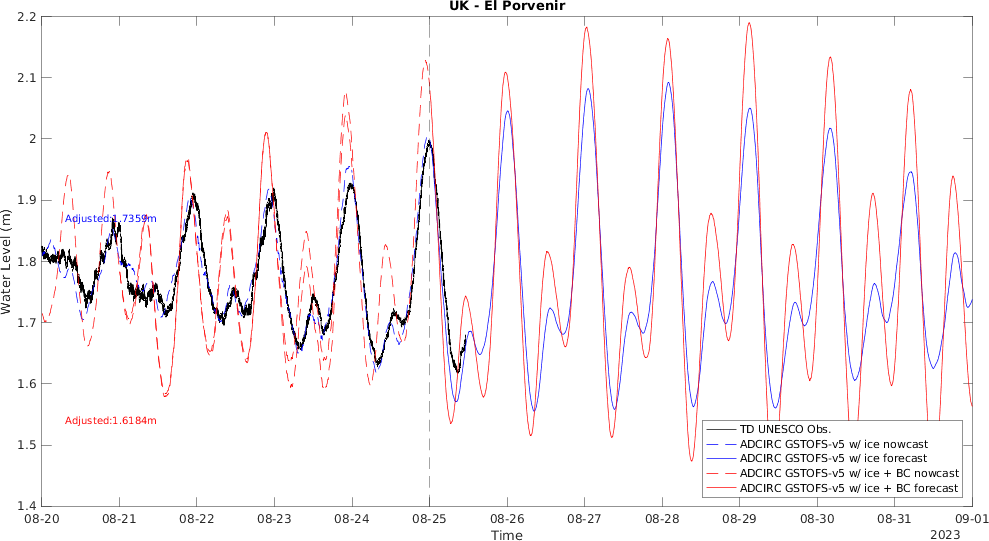 UK - El Porvenir
2.2
2.1
2
1.9
1.8
1.7
1.6
1.5
1.4
Water Level (m)
Adjusted:1.7359m
Adjusted:1.6184m
TD UNESCO Obs.
ADCIRC GSTOFS-v5 w/ ice nowcast
ADCIRC GSTOFS-v5 w/ ice forecast
ADCIRC GSTOFS-v5 w/ ice + BC nowcast
ADCIRC GSTOFS-v5 w/ ice + BC forecast
08-20 08-21 08-22 08-23 08-24 08-25 08-26 08-27 08-28 08-29 08-30 08-31 09-01
Time
2023